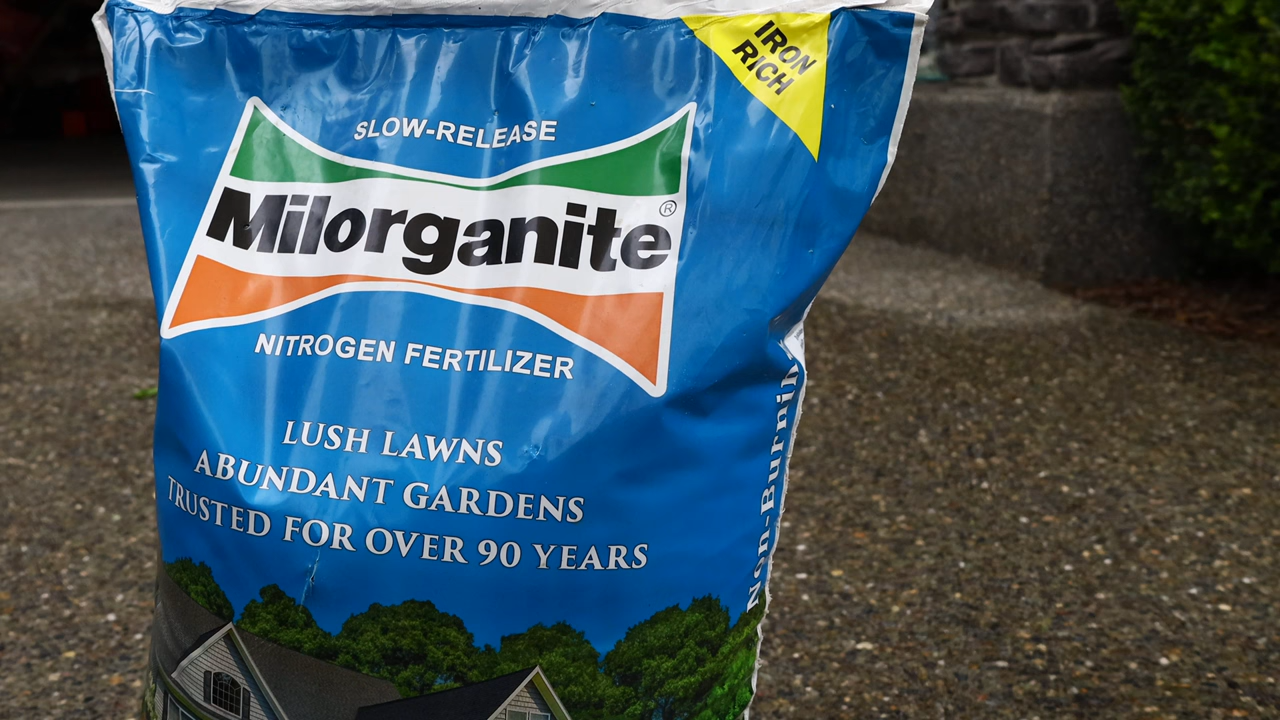 IRON
RICH
SLOW-RELEASE
Milorganite®
NITROGEN FERTILIZER
LUSH LAWNS
ABUNDANT GARDENS
TRUSTED FOR OVER 90 YEARS